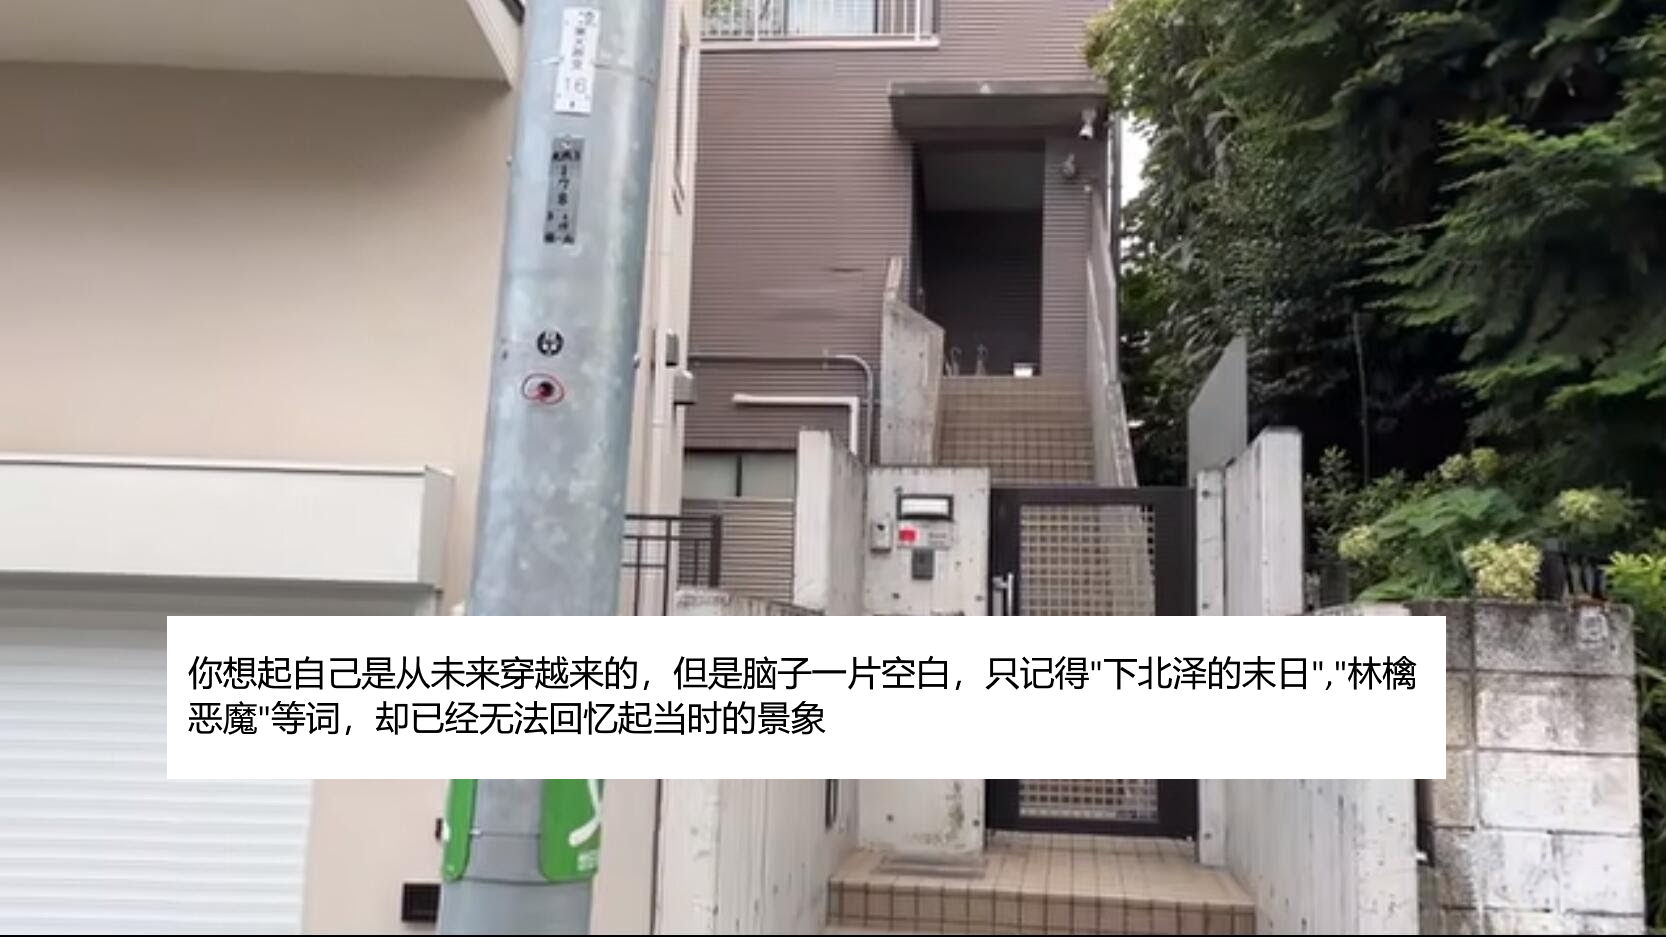 16
178
你想起自己是从未来穿越来的，但是脑子一片空白，只记得"下北泽的末日","林檎
恶魔"等词，却已经无法回忆起当时的景象